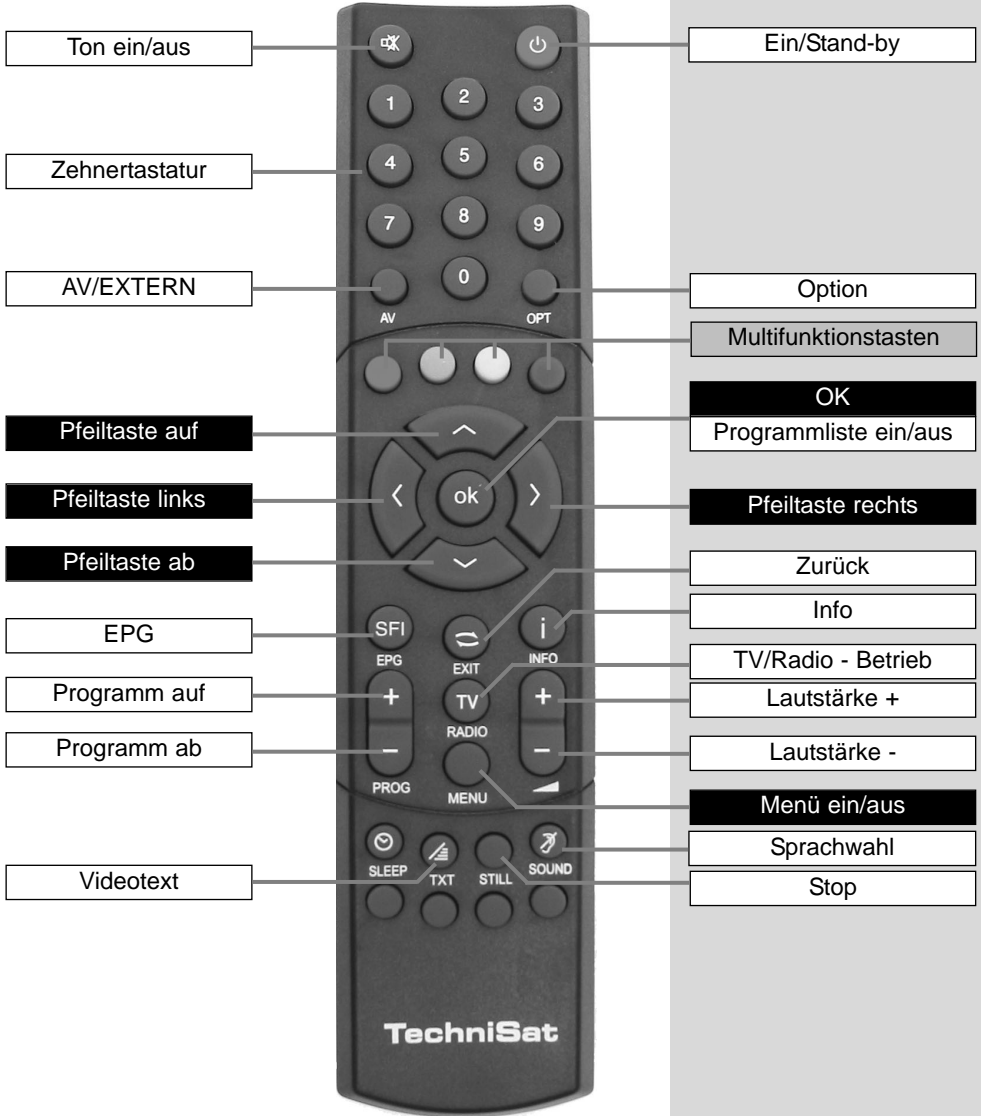 Ton ein/aus
Ein/Stand-by
1 2 3
Zehnertastatur
4 5 6
7 8 9
AV/EXTERN
0
Option
AV
OPT
Multifunktionstasten
OK
Programmliste ein/aus
Pfeiltaste auf
Pfeiltaste links
ok
Pfeiltaste rechts
Pfeiltaste ab
Zurück
Info
EPG
SFI
i
EPG
EXIT
INFO
TV/Radio - Betrieb
Programm auf
+
TV
+
Lautstärke +
RADIO
Programm ab
−
−
Lautstärke -
PROG
MENU
Menü ein/aus
Sprachwahl
SLEEP
TXT
STILL
SOUND
Videotext
Stop
TechniSat